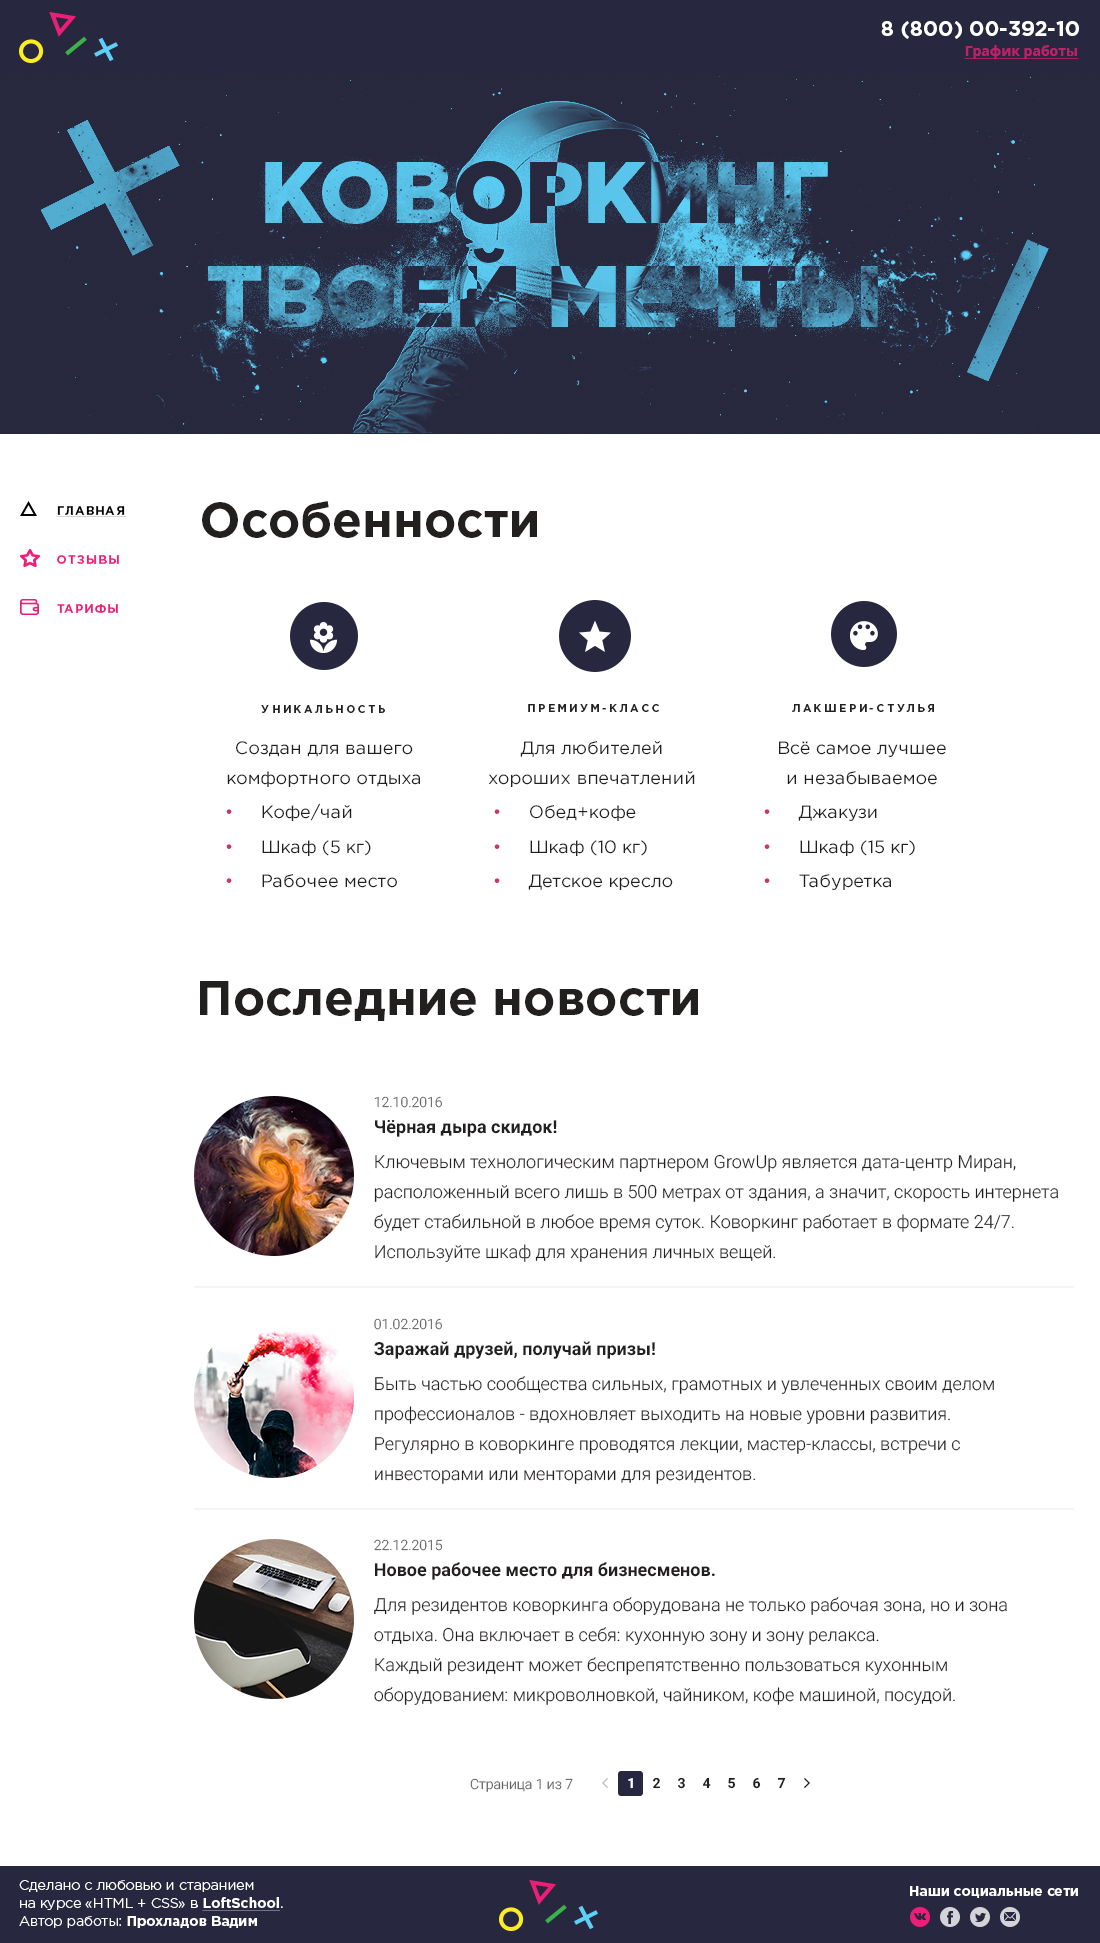 8 (800) 00-392-10
График работы
КОВОРКИНГ
ТВОЕЙ МЕЧТЫ
ГЛАВНАЯ
ОТЗЫВЫ
ТАРИФЫ
Особенности
УНИКАЛЬНОСТЬ
Создан для вашего
комфортного отдыха
• Кофе/чай
• Шкаф (5 кг)
• Рабочее место
ПРЕМИУМ-КЛАСС
Для любителей
хороших впечатлений
• Обед+кофе
• Шкаф (10 кг)
• Детское кресло
ЛАКШЕРИ-СТУЛЬЯ
Всё самое лучшее
и незабываемое
• Джакузи
• Шкаф (15 кг)
• Табуретка
Последние новости
12.10.2016
Чёрная дыра скидок!
Ключевым технологическим партнером GrowUp является дата-центр Миран,
расположенный всего лишь в 500 метрах от здания, а значит, скорость интернета
будет стабильной в любое время суток. Коворкинг работает в формате 24/7.
Используйте шкаф для хранения личных вещей.
01.02.2016
Заражай друзей, получай призы!
Быть частью сообщества сильных, грамотных и увлеченных своим делом
профессионалов - вдохновляет выходить на новые уровни развития.
Регулярно в коворкинге проводятся лекции, мастер-классы, встречи с
инвесторами или менторами для резидентов.
22.12.2015
Новое рабочее место для бизнесменов.
Для резидентов коворкинга оборудована не только рабочая зона, но и зона
отдыха. Она включает в себя: кухонную зону и зону релакса.
Каждый резидент может беспрепятственно пользоваться кухонным
оборудованием: микроволновкой, чайником, кофе машиной, посудой.
Страница 1 из 7 1 2 3 4 5 6 7
Сделано с любовью и старанием
на курсе «HTML + CSS» в LoftSchool.
Автор работы: Прохладов Вадим
Наши социальные сети